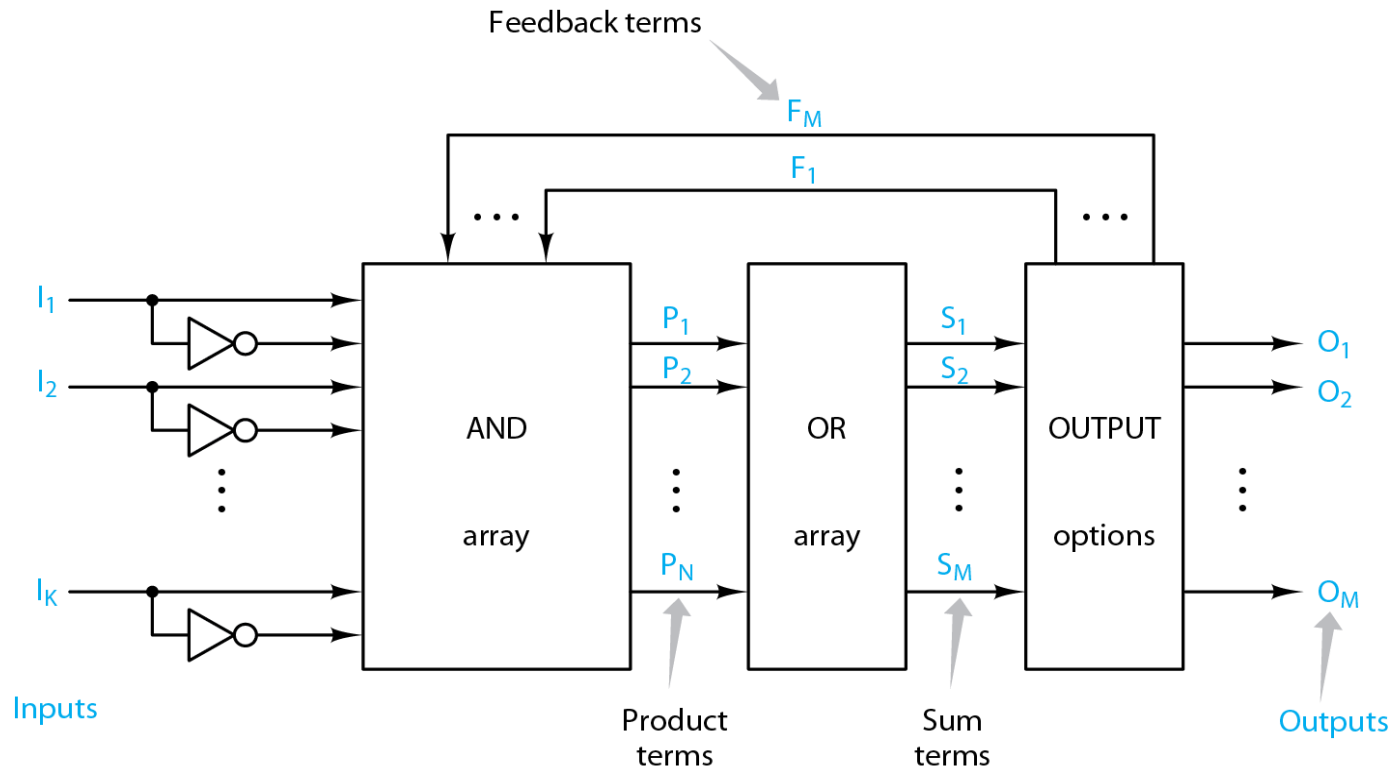 Feedback terms
F_M
F_1
I_1
P_1
S_1
O_1
I_2
P_2
S_2
O_2
AND
OR
OUTPUT
array
array
options
I_K
P_N
S_M
O_M
Inputs
Product
terms
Sum
terms
Outputs